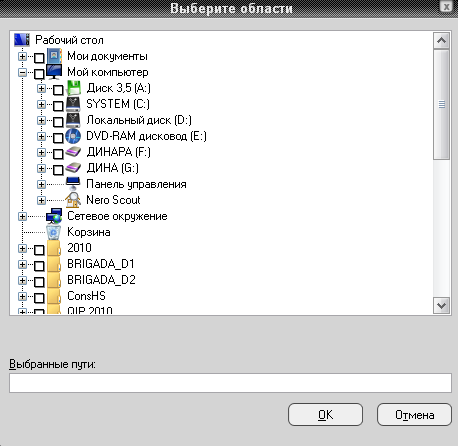 Выберите области
Рабочий стол
Мои документы
Мой компьютер
Диск 3,5 (A:)
SYSTEM (C:)
Локальный диск (D:)
DVD-RAM дисковод (E:)
ДИНАРА (F:)
ДИНА (G:)
Панель управления
Nero Scout
Сетевое окружение
Корзина
2010
BRIGADA_D1
BRIGADA_D2
ConsHS
QIP 2010
Выбранные пути:
OK
Отмена